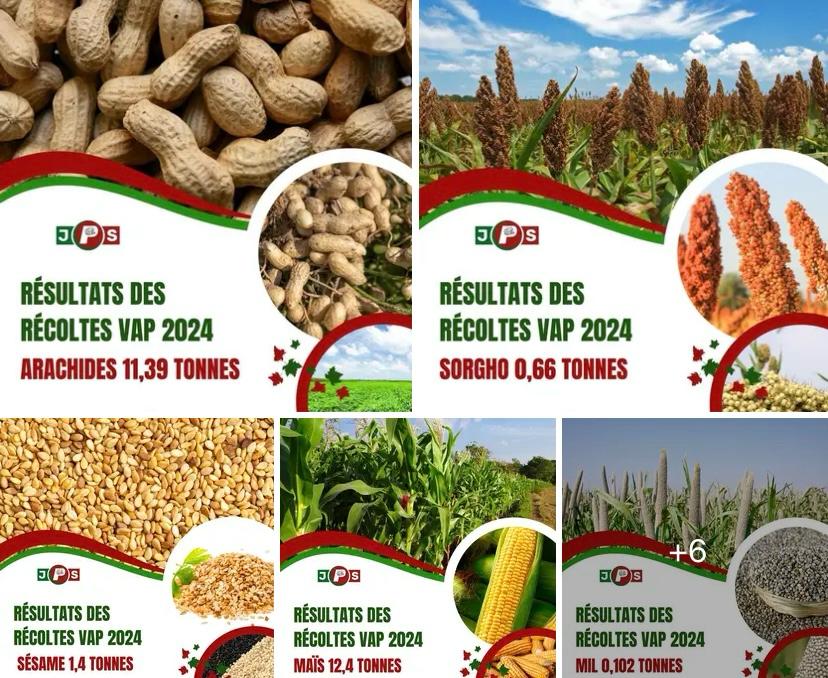 JPS
RÉSULTATS DES
RÉCOLTES VAP 2024
ARACHIDES 11,39 TONNES
JPS
RÉSULTATS DES
RÉCOLTES VAP 2024
SORGHO 0,66 TONNES
JPS
RÉSULTATS DES
RÉCOLTES VAP 2024
SÉSAME 1,4 TONNES
JPS
RÉSULTATS DES
RÉCOLTES VAP 2024
MAÏS 12,4 TONNES
+6
JPS
RÉSULTATS DES
RÉCOLTES VAP 2024
MIL 0,102 TONNES